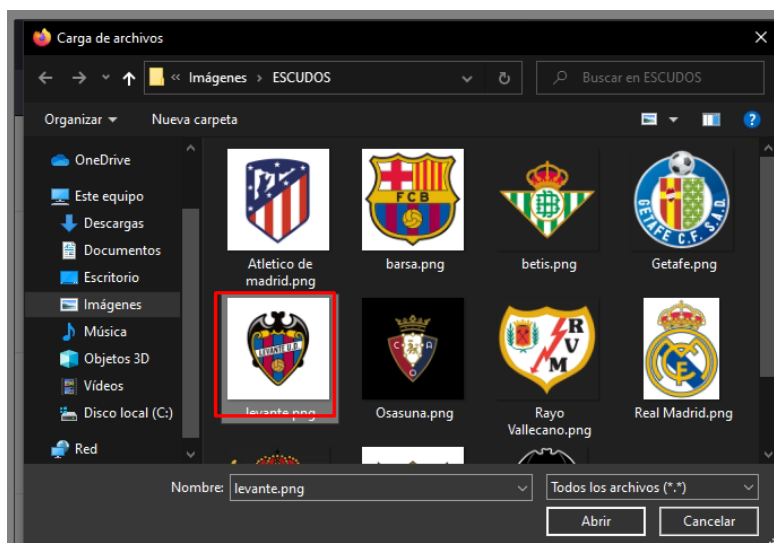 Carga de archivos
« Imágenes > ESCUDOS
Buscar en ESCUDOS
Organizar
Nueva carpeta
OneDrive
Este equipo
Descargas
Documentos
Escritorio
Imágenes
Música
Objetos 3D
Vídeos
Disco local (C:)
Red
FCB
GETAFE C.F. S.A.D.
Atletico de
madrid.png
barsa.png
betis.png
Getafe.png
LEVANTE U.D.
levante.png
Osasuna.png
Rayo
Vallecano.png
Real Madrid.png
Nombre: levante.png
Todos los archivos (*.*)
Abrir
Cancelar